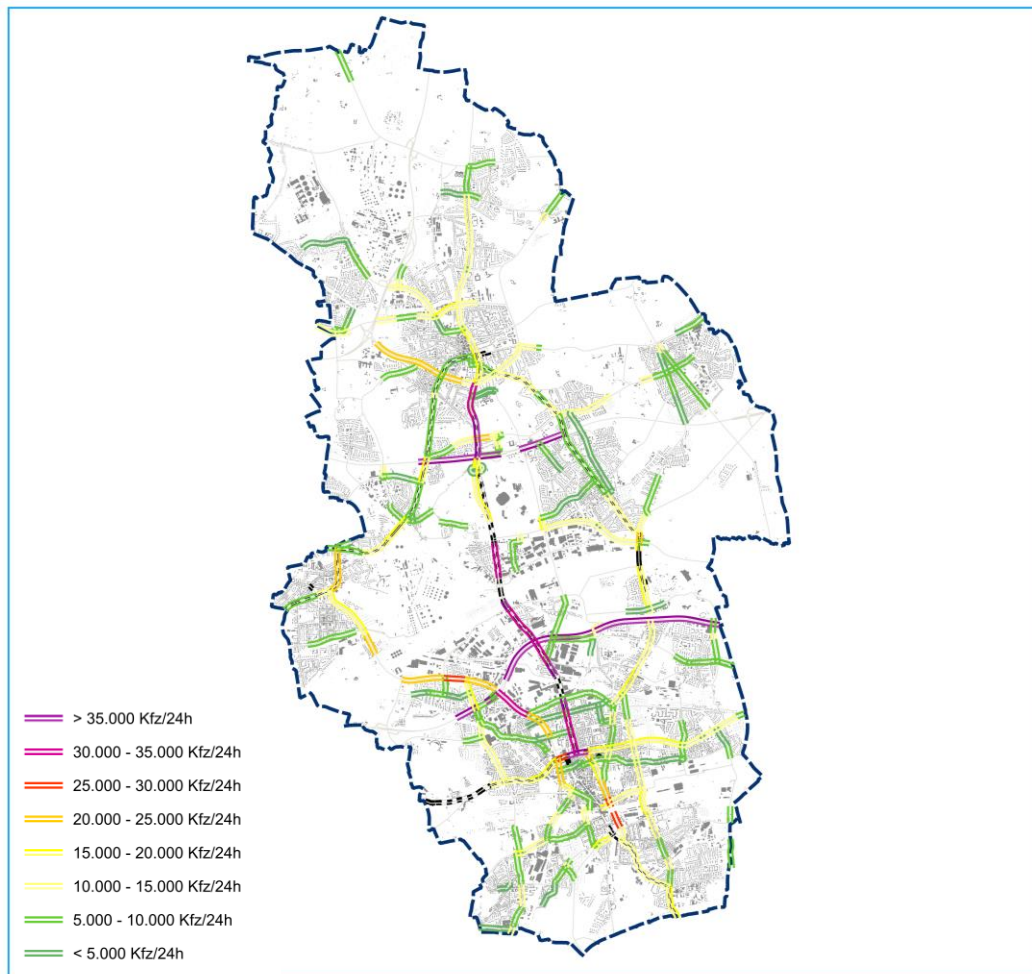 > 35.000 Kfz/24h
30.000 - 35.000 Kfz/24h
25.000 - 30.000 Kfz/24h
20.000 - 25.000 Kfz/24h
15.000 - 20.000 Kfz/24h
10.000 - 15.000 Kfz/24h
5.000 - 10.000 Kfz/24h
< 5.000 Kfz/24h